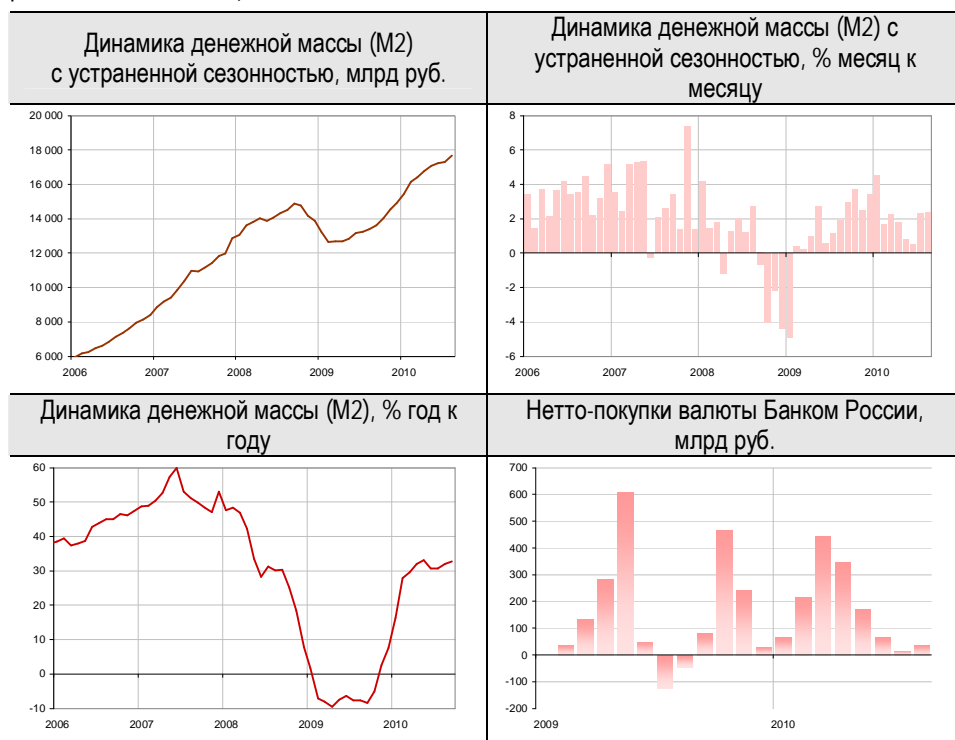 Динамика денежной массы (М2)
с устраненной сезонностью, млрд руб.
Динамика денежной массы (М2) с
устраненной сезонностью, % месяц к
месяцу
20 000
18 000
16 000
14 000
12 000
10 000
8 000
6 000
2006 2007 2008 2009 2010
8
6
4
2
0
-2
-4
-6
2006 2007 2008 2009 2010
Динамика денежной массы (М2), % год к
году
Нетто-покупки валюты Банком России,
млрд руб.
60
50
40
30
20
10
0
-10
2006 2007 2008 2009 2010
700
600
500
400
300
200
100
0
-100
-200
2009 2010